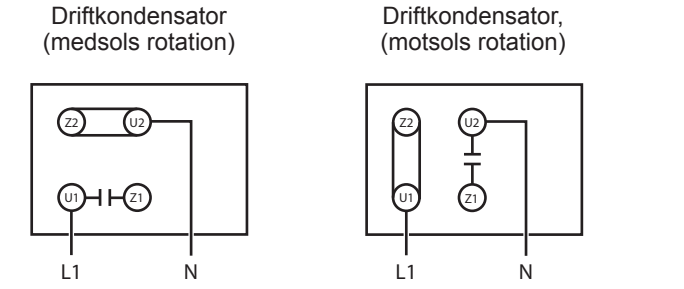 Driftkondensator
(medsols rotation)
Z2 U2
U1 Z1
L1 N
Driftkondensator,
(motsols rotation)
Z2 U2
U1 Z1
L1 N